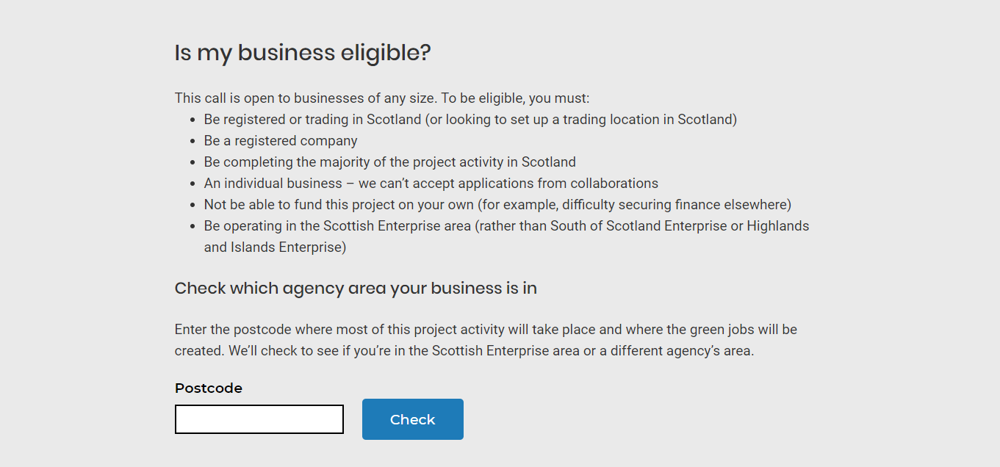 Is my business eligible?
This call is open to businesses of any size. To be eligible, you must:
• Be registered or trading in Scotland (or looking to set up a trading location in Scotland)
• Be a registered company
• Be completing the majority of the project activity in Scotland
• An individual business – we can’t accept applications from collaborations
• Not be able to fund this project on your own (for example, difficulty securing finance elsewhere)
• Be operating in the Scottish Enterprise area (rather than South of Scotland Enterprise or Highlands
and Islands Enterprise)
Check which agency area your business is in
Enter the postcode where most of this project activity will take place and where the green jobs will be
created. We’ll check to see if you’re in the Scottish Enterprise area or a different agency’s area.
Postcode
Check